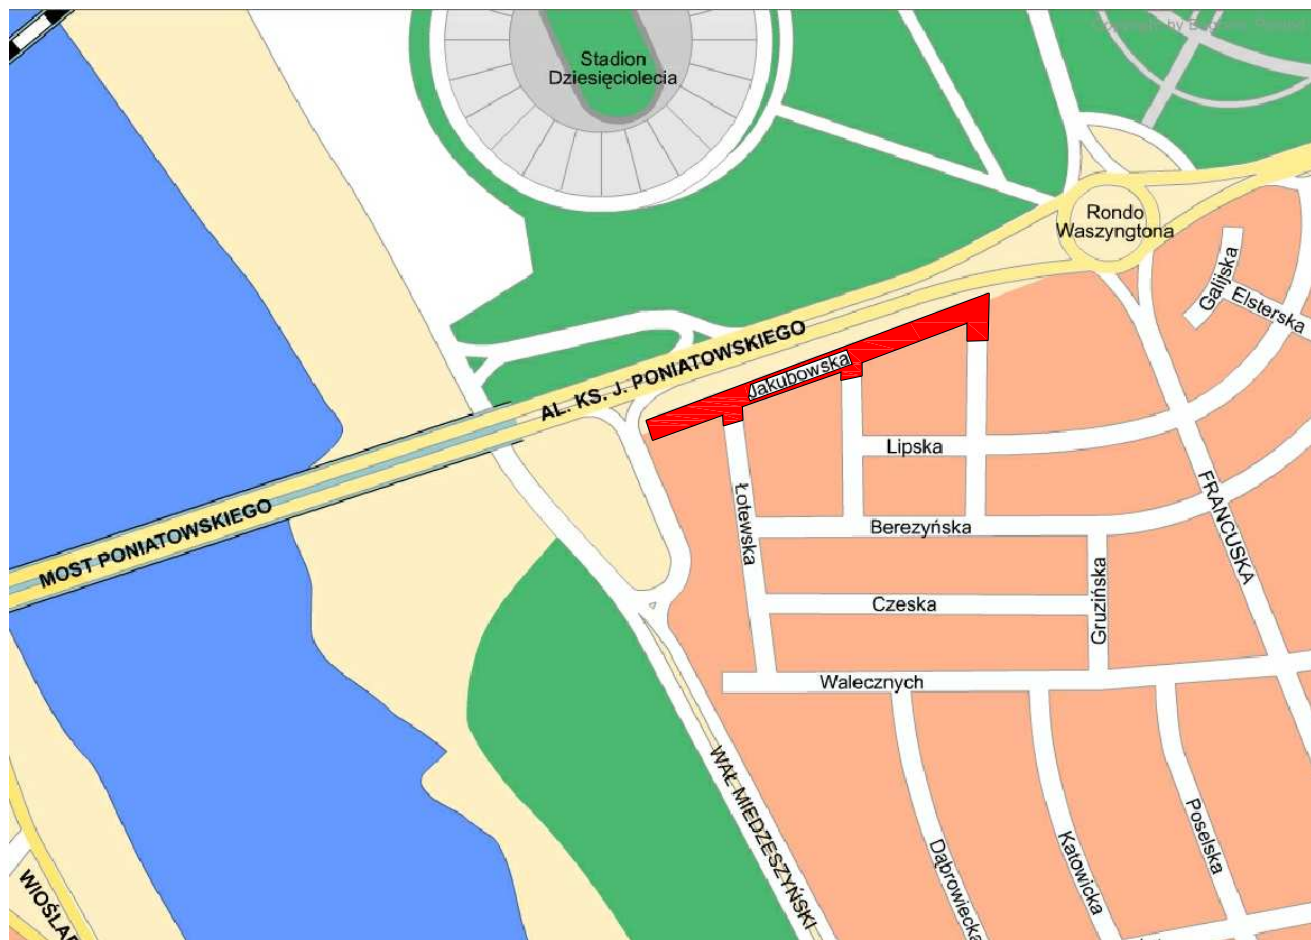 Stadion
Dziesięciolecia
Rondo
Waszyngtona
Galijska
Elsterska
AL. KS. J. PONIATOWSKIEGO
Jakubowska
Lipska
MOST PONIATOWSKIEGO
Łotewska
Berezyńska
FRANCUSKA
Czeska
Gruzińska
Walecznych
WAŁ MIEDZESZYŃSKI
Dąbrowiecka
Katowicka
Poselska